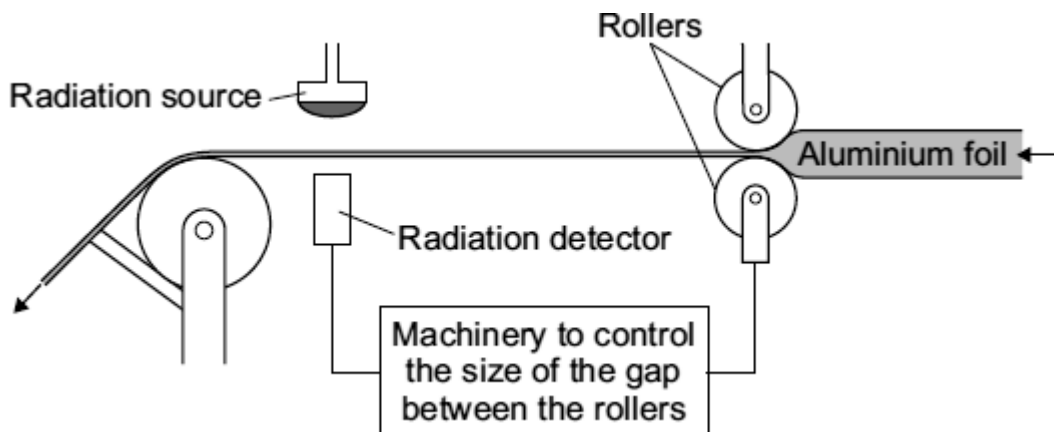 Rollers
Radiation source
Aluminium foil
Radiation detector
Machinery to control
the size of the gap
between the rollers